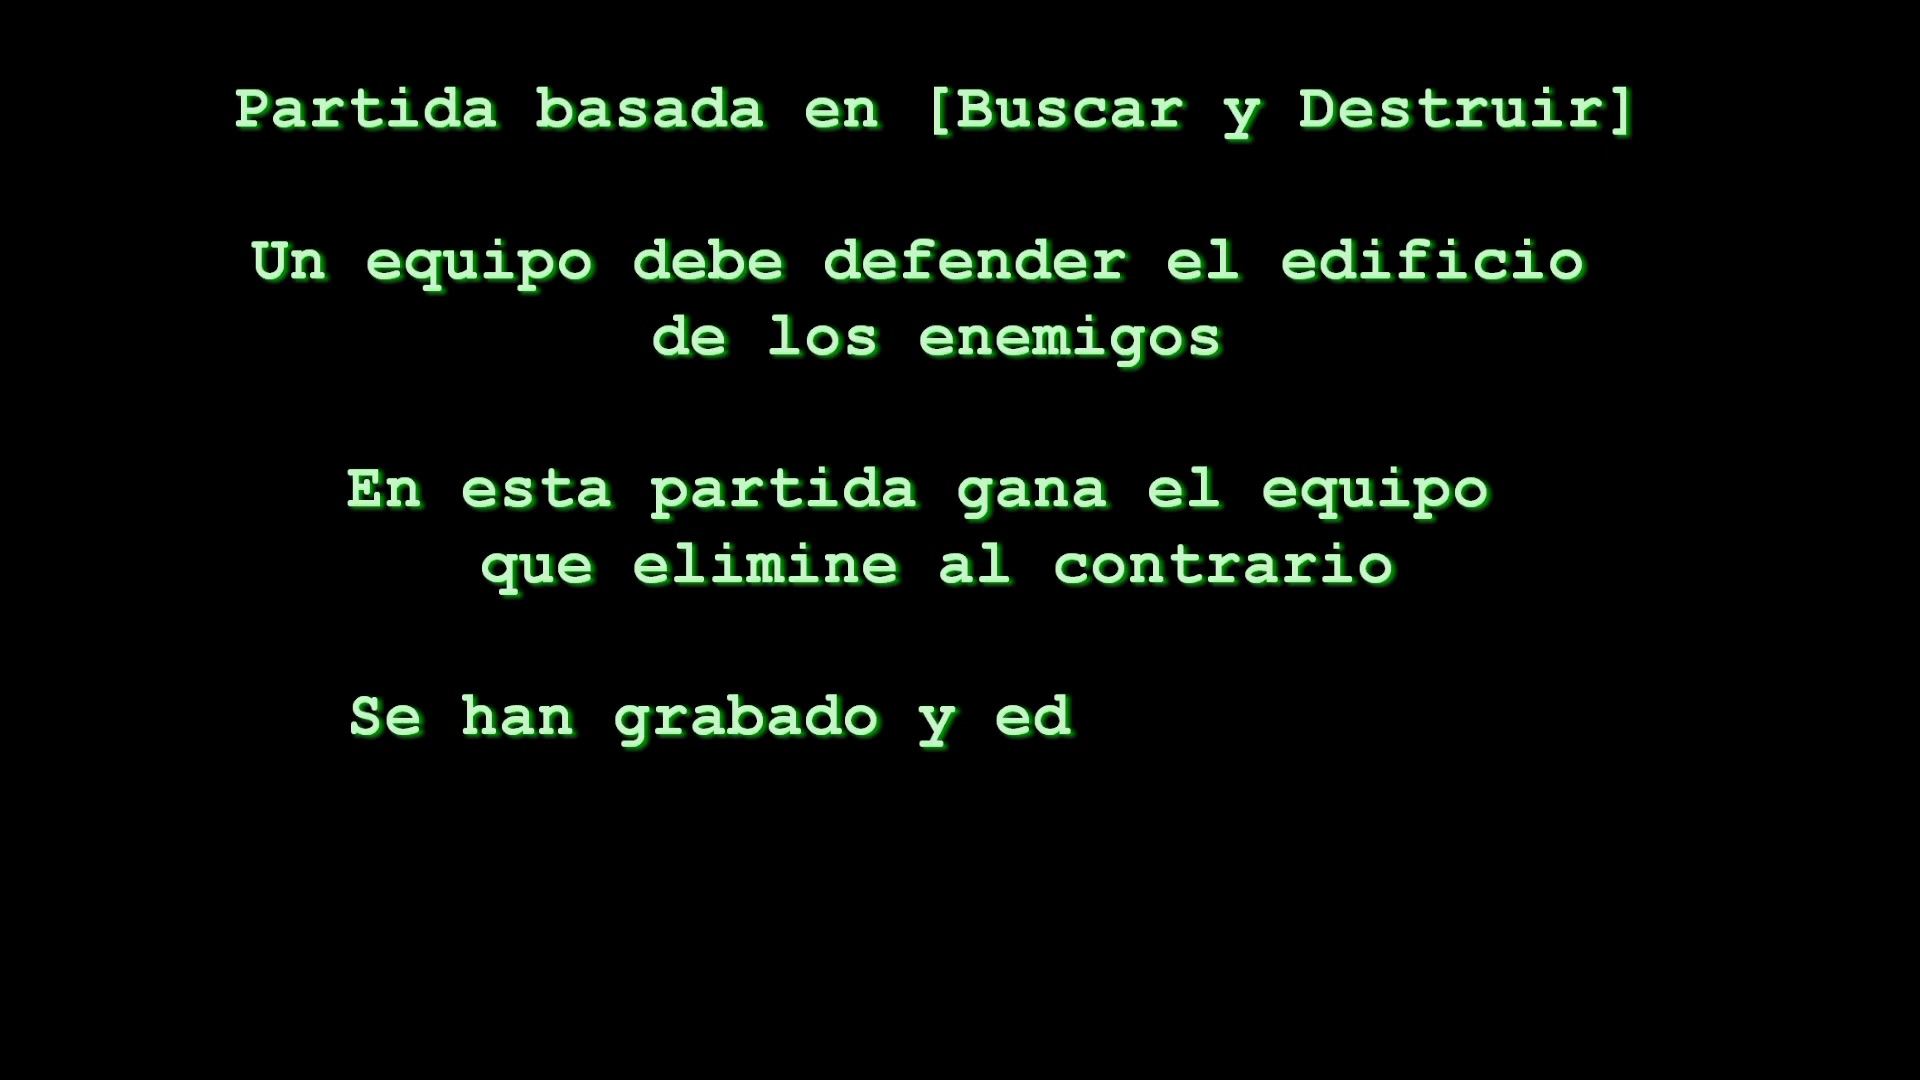 Partida basada en [Buscar y Destruir]
Un equipo debe defender el edificio
de los enemigos
En esta partida gana el equipo
que elimine al contrario
Se han grabado y ed